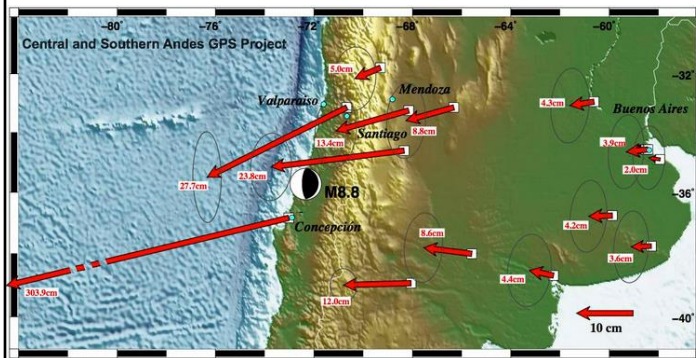 −80° −76° −72° −68° −64° −60°
Central and Southern Andes GPS Project
−32°
5.0cm
Mendoza
Valparaiso
4.3cm
Buenos Aires
8.8cm
Santiago
13.4cm
3.9cm
23.8cm
2.0cm
27.7cm
M8.8
−36°
Concepción
4.2cm
8.6cm
3.6cm
4.4cm
303.9cm
12.0cm
10 cm
−40°